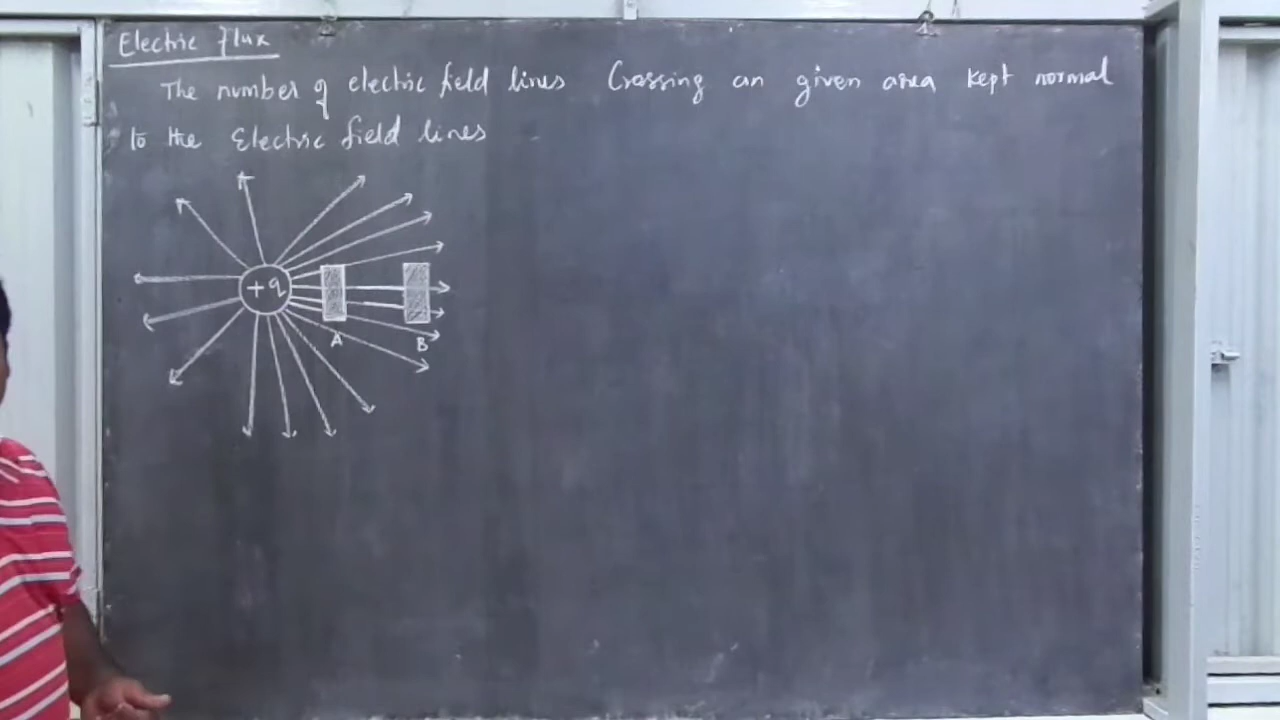 Electric flux
The number of electric field lines Crossing an given area kept normal
to the Electric field lines
+q
A
B